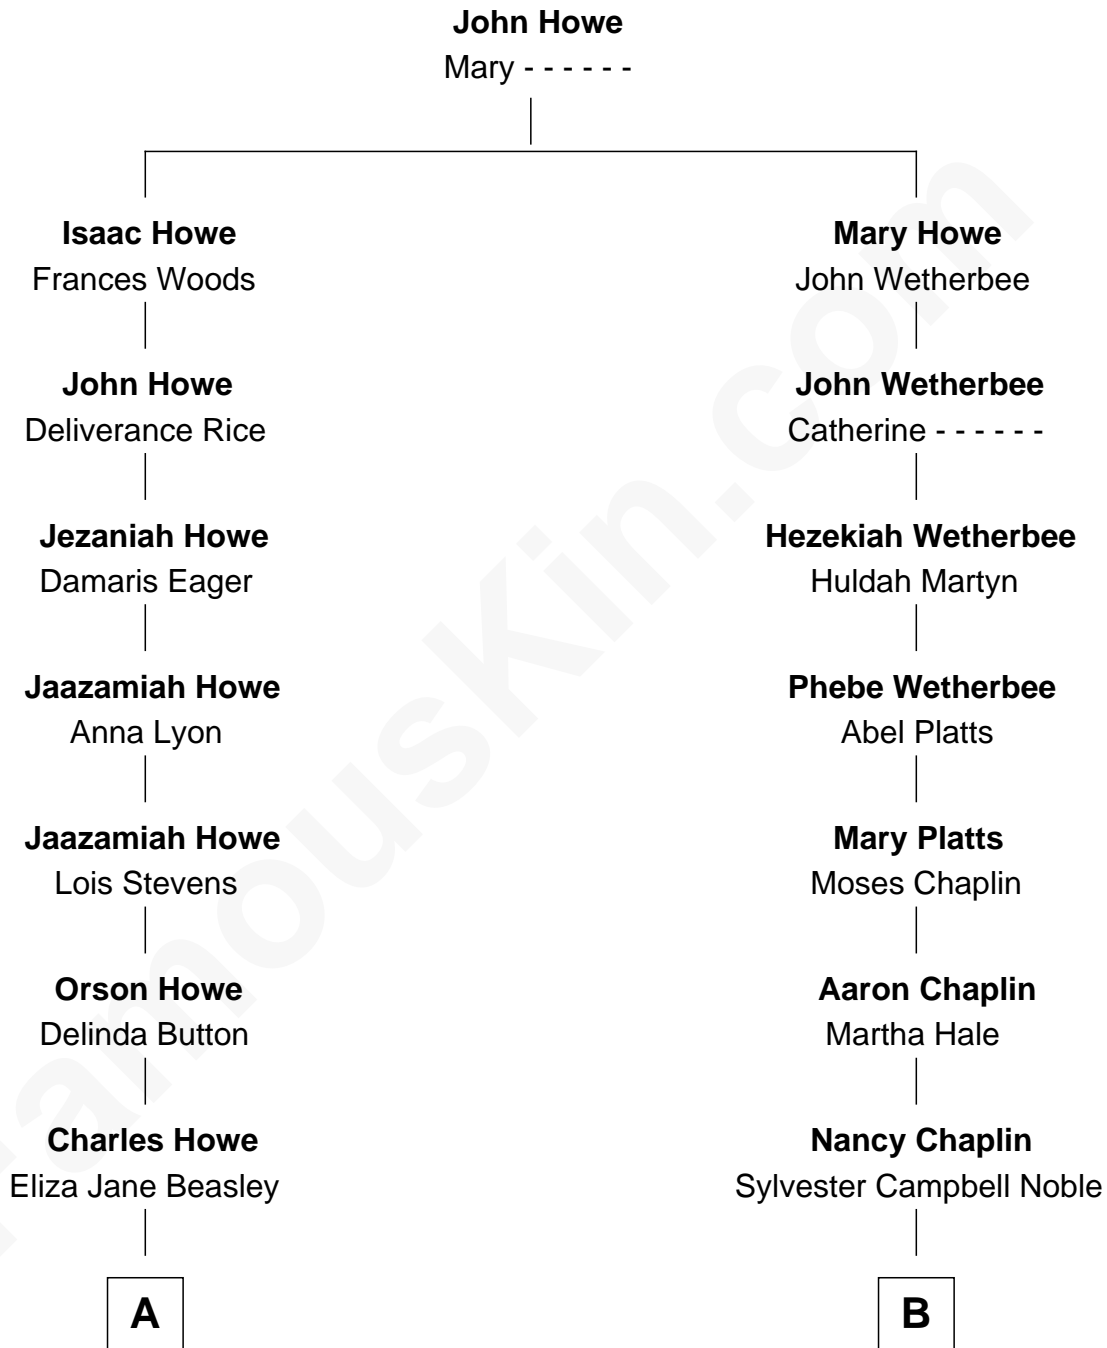 John Howe
Mary - - - - - -
Isaac Howe
Frances Woods
Mary Howe
John Wetherbee
John Howe
Deliverance Rice
John Wetherbee
Catherine - - - - - -
Jezaniah Howe
Damaris Eager
Hezekiah Wetherbee
Huldah Martyn
Jaazamiah Howe
Anna Lyon
Phebe Wetherbee
Abel Platts
Jaazamiah Howe
Lois Stevens
Mary Platts
Moses Chaplin
Orson Howe
Delinda Button
Aaron Chaplin
Martha Hale
Charles Howe
Eliza Jane Beasley
Nancy Chaplin
Sylvester Campbell Noble
A
B
FamousKin.com